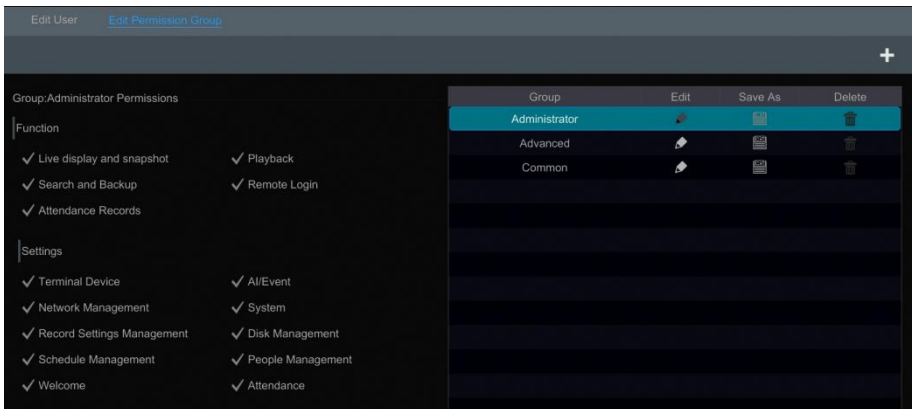 Edit User Edit Permission Group
+
Group:Administrator Permissions
Function
Live display and snapshot Playback
Search and Backup Remote Login
Attendance Records
Settings
Terminal Device AI/Event
Network Management System
Record Settings Management Disk Management
Schedule Management People Management
Welcome Attendance
Group Edit Save As Delete
Administrator
Advanced
Common